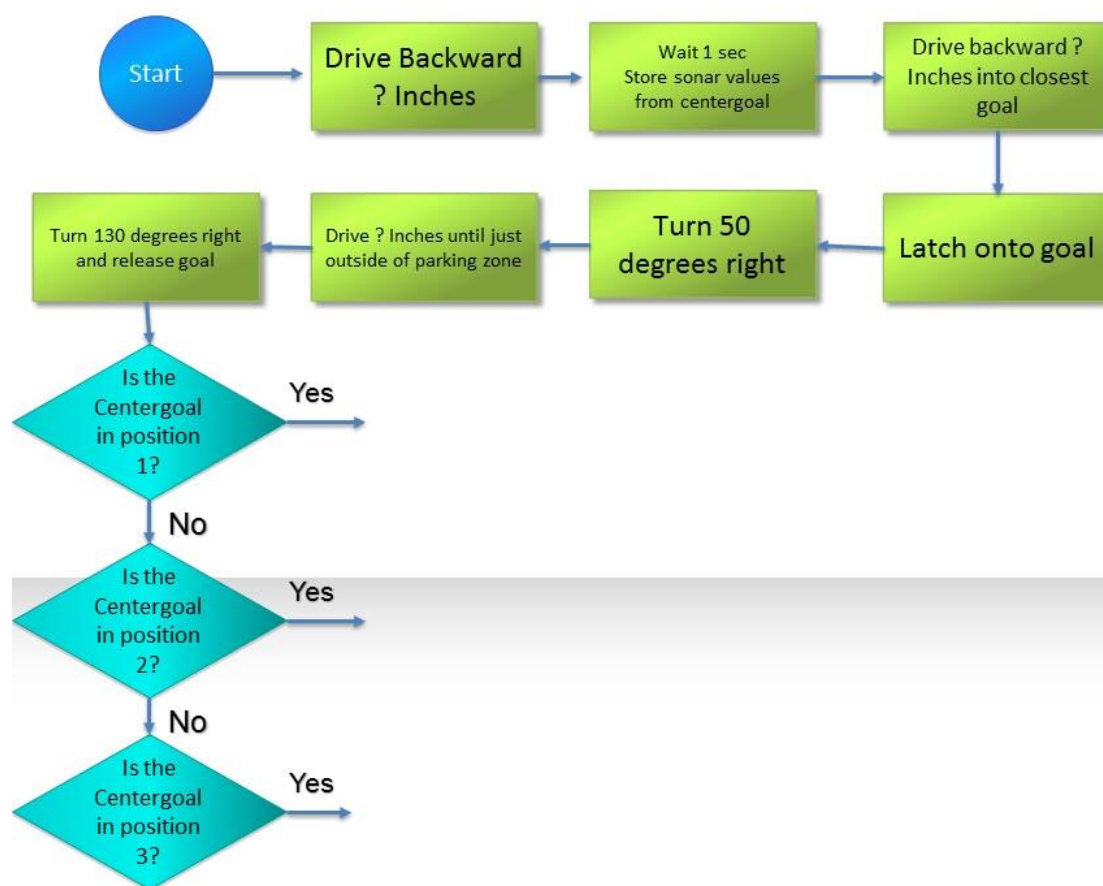 Start
Drive Backward
? Inches
Wait 1 sec
Store sonar values
from centergoal
Drive backward ?
Inches into closest
goal
Latch onto goal
Turn 50
degrees right
Drive ? Inches until just
outside of parking zone
Turn 130 degrees right
and release goal
Is the
Centergoal
in position
1?
Yes
No
Is the
Centergoal
in position
2?
Yes
No
Is the
Centergoal
in position
3?
Yes